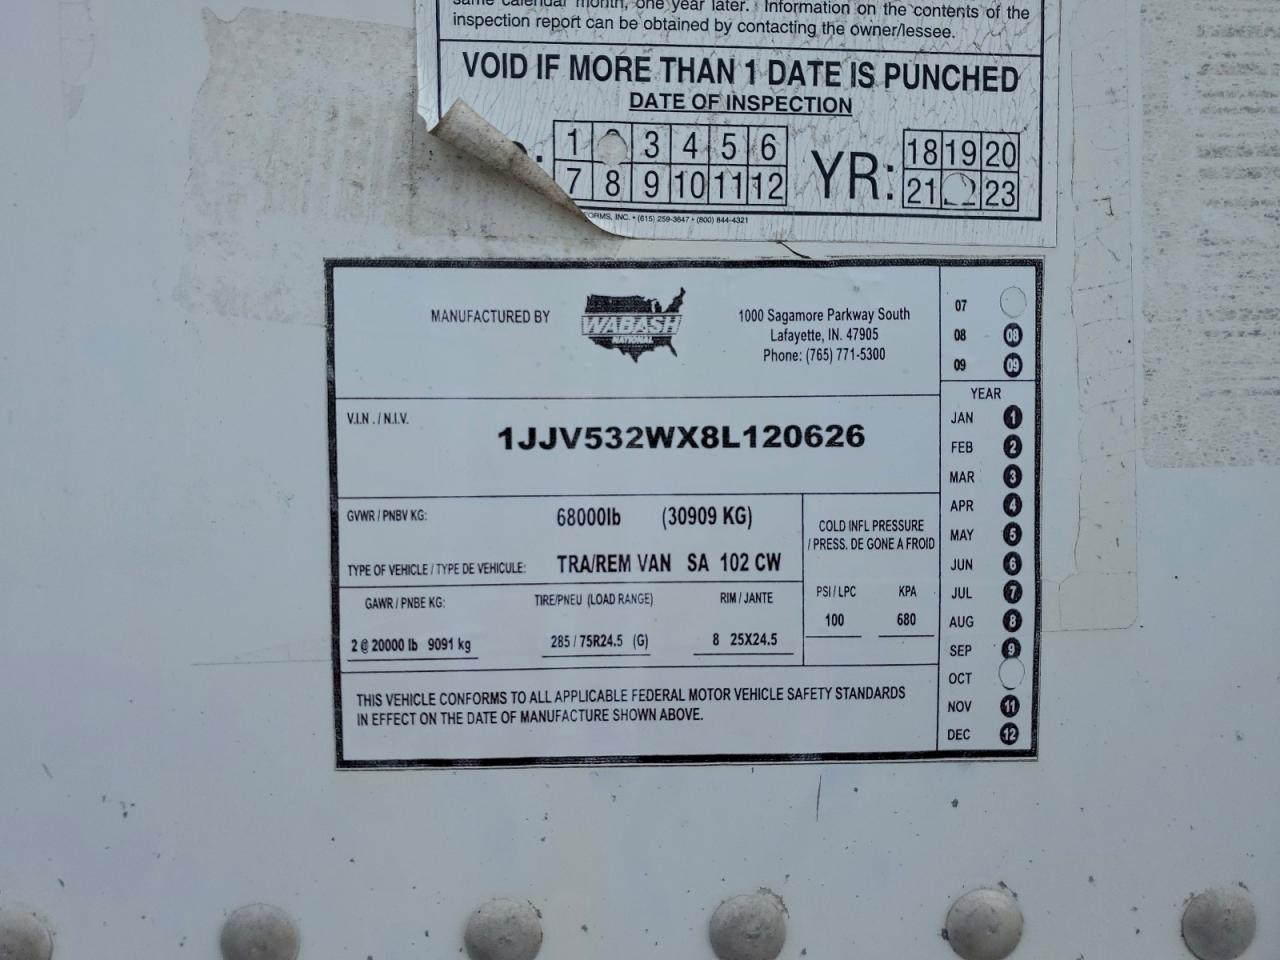 same calendar month, one year later. Information on the contents of the
inspection report can be obtained by contacting the owner/lessee.
VOID IF MORE THAN 1 DATE IS PUNCHED
DATE OF INSPECTION
1 3 4 5 6
7 8 9 10 11 12
YR:
18 19 20
21 23
FORMS, INC. • (615) 259-3647 • (800) 844-4321
MANUFACTURED BY
WABASH
NATIONAL
1000 Sagamore Parkway South
Lafayette, IN. 47905
Phone: (765) 771-5300
07
08 08
09 09
YEAR
JAN 1
FEB 2
MAR 3
APR 4
MAY 5
JUN 6
JUL 7
AUG 8
SEP 9
OCT
NOV 11
DEC 12
V.I.N. / N.I.V.
1JJV532WX8L120626
GVWR / PNBV KG: 68000lb (30909 KG)
TYPE OF VEHICLE / TYPE DE VEHICULE: TRA/REM VAN SA 102 CW
COLD INFL PRESSURE
/ PRESS. DE GONE A FROID
PSI / LPC KPA
100 680
GAWR / PNBE KG: TIRE/PNEU (LOAD RANGE) RIM / JANTE
2 @ 20000 lb 9091 kg 285 / 75R24.5 (G) 8 25X24.5
THIS VEHICLE CONFORMS TO ALL APPLICABLE FEDERAL MOTOR VEHICLE SAFETY STANDARDS
IN EFFECT ON THE DATE OF MANUFACTURE SHOWN ABOVE.